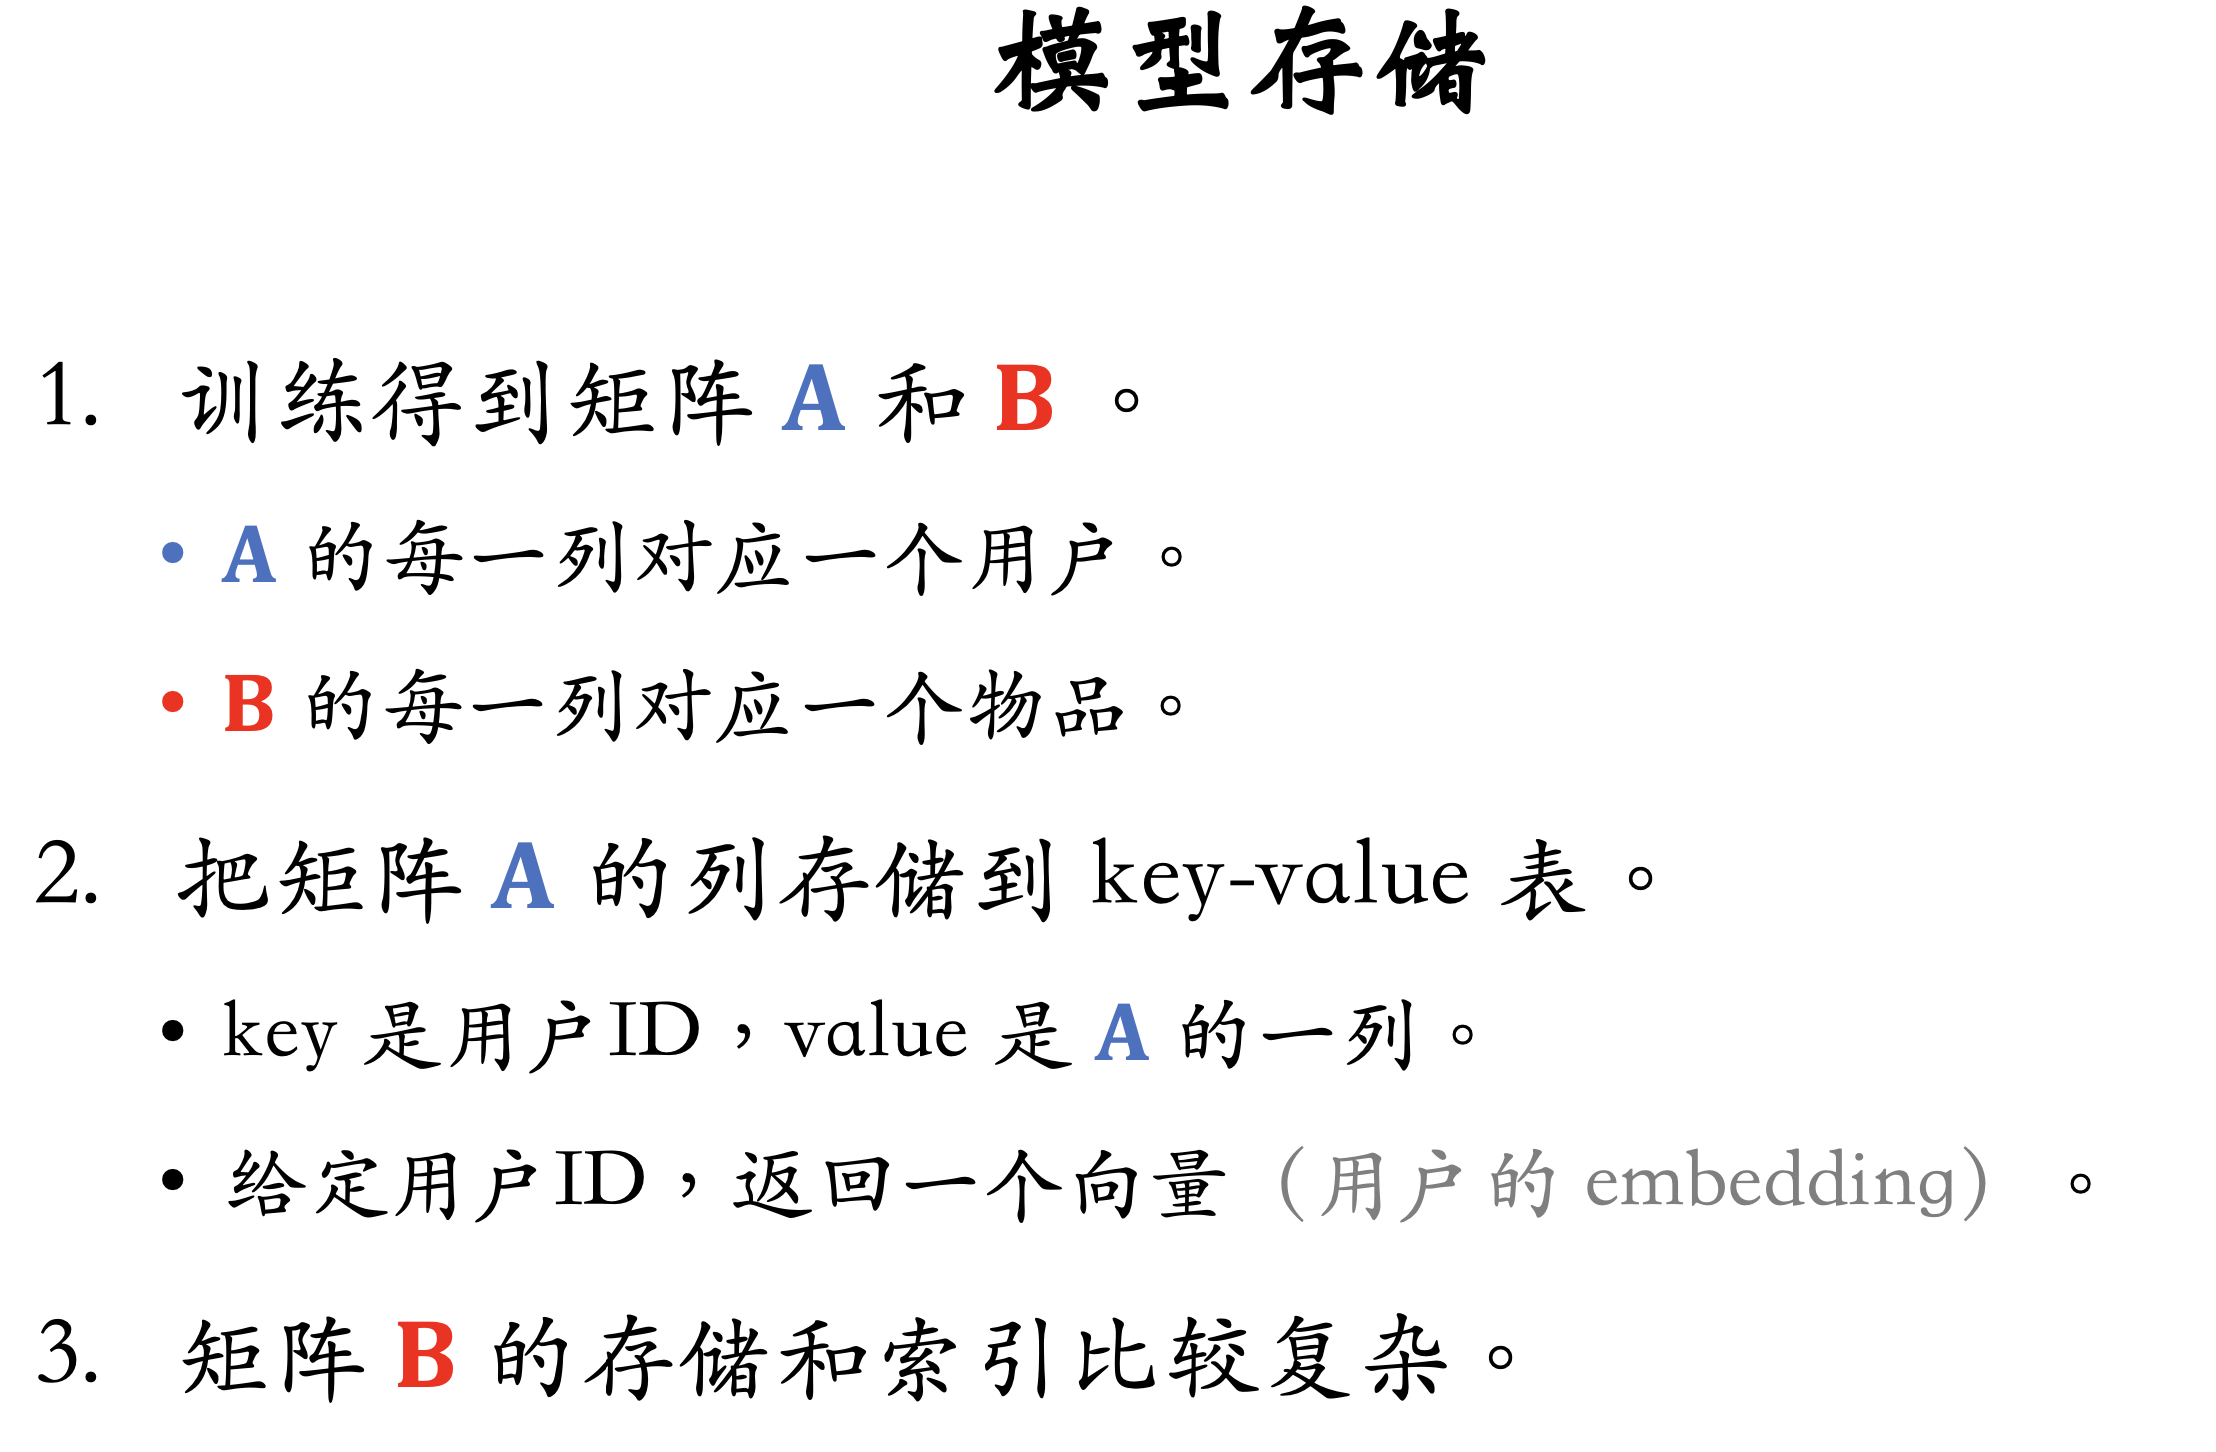 模型存储
1. 训练得到矩阵 A 和 B 。
• A 的每一列对应一个用户。
• B 的每一列对应一个物品。
2. 把矩阵 A 的列存储到 key-value 表。
• key 是用户ID，value 是 A 的一列。
• 给定用户ID，返回一个向量（用户的 embedding） 。
3. 矩阵 B 的存储和索引比较复杂。